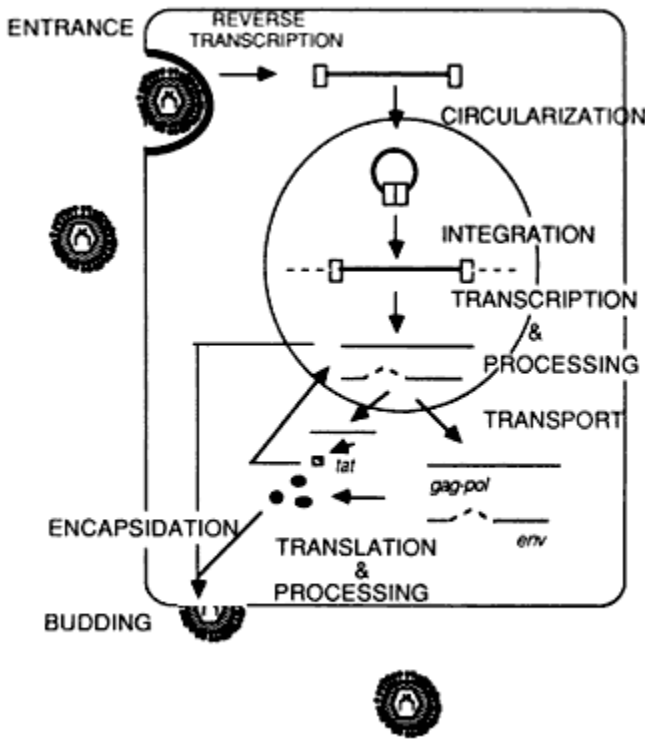 ENTRANCE
REVERSE
TRANSCRIPTION
CIRCULARIZATION
INTEGRATION
TRANSCRIPTION
&
PROCESSING
TRANSPORT
tat
gag-pol
env
ENCAPSIDATION
TRANSLATION
&
PROCESSING
BUDDING